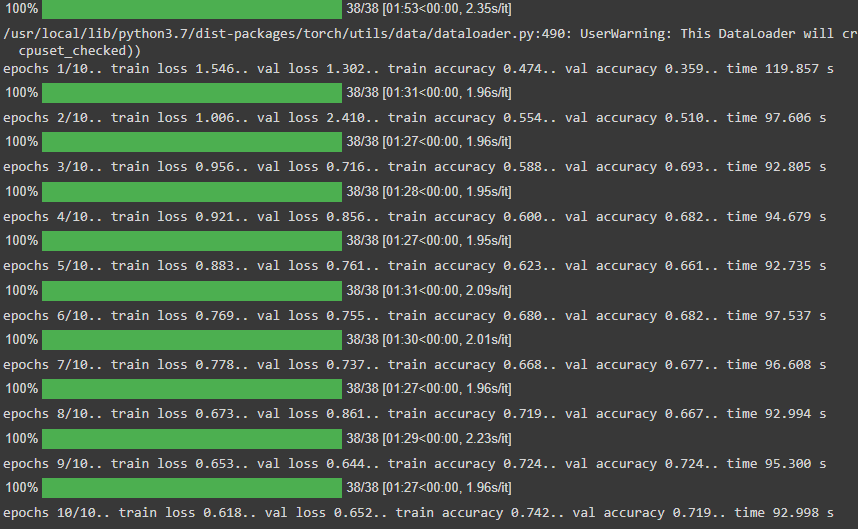 100% 38/38 [01:53<00:00, 2.35s/it]
/usr/local/lib/python3.7/dist-packages/torch/utils/data/dataloader.py:490: UserWarning: This DataLoader will cr
cpuset_checked))
epochs 1/10.. train loss 1.546.. val loss 1.302.. train accuracy 0.474.. val accuracy 0.359.. time 119.857 s
100% 38/38 [01:31<00:00, 1.96s/it]
epochs 2/10.. train loss 1.006.. val loss 2.410.. train accuracy 0.554.. val accuracy 0.510.. time 97.606 s
100% 38/38 [01:27<00:00, 1.96s/it]
epochs 3/10.. train loss 0.956.. val loss 0.716.. train accuracy 0.588.. val accuracy 0.693.. time 92.805 s
100% 38/38 [01:28<00:00, 1.95s/it]
epochs 4/10.. train loss 0.921.. val loss 0.856.. train accuracy 0.600.. val accuracy 0.682.. time 94.679 s
100% 38/38 [01:27<00:00, 1.95s/it]
epochs 5/10.. train loss 0.883.. val loss 0.761.. train accuracy 0.623.. val accuracy 0.661.. time 92.735 s
100% 38/38 [01:31<00:00, 2.09s/it]
epochs 6/10.. train loss 0.769.. val loss 0.755.. train accuracy 0.680.. val accuracy 0.682.. time 97.537 s
100% 38/38 [01:30<00:00, 2.01s/it]
epochs 7/10.. train loss 0.778.. val loss 0.737.. train accuracy 0.668.. val accuracy 0.677.. time 96.608 s
100% 38/38 [01:27<00:00, 1.96s/it]
epochs 8/10.. train loss 0.673.. val loss 0.861.. train accuracy 0.719.. val accuracy 0.667.. time 92.994 s
100% 38/38 [01:29<00:00, 2.23s/it]
epochs 9/10.. train loss 0.653.. val loss 0.644.. train accuracy 0.724.. val accuracy 0.724.. time 95.300 s
100% 38/38 [01:27<00:00, 1.96s/it]
epochs 10/10.. train loss 0.618.. val loss 0.652.. train accuracy 0.742.. val accuracy 0.719.. time 92.998 s